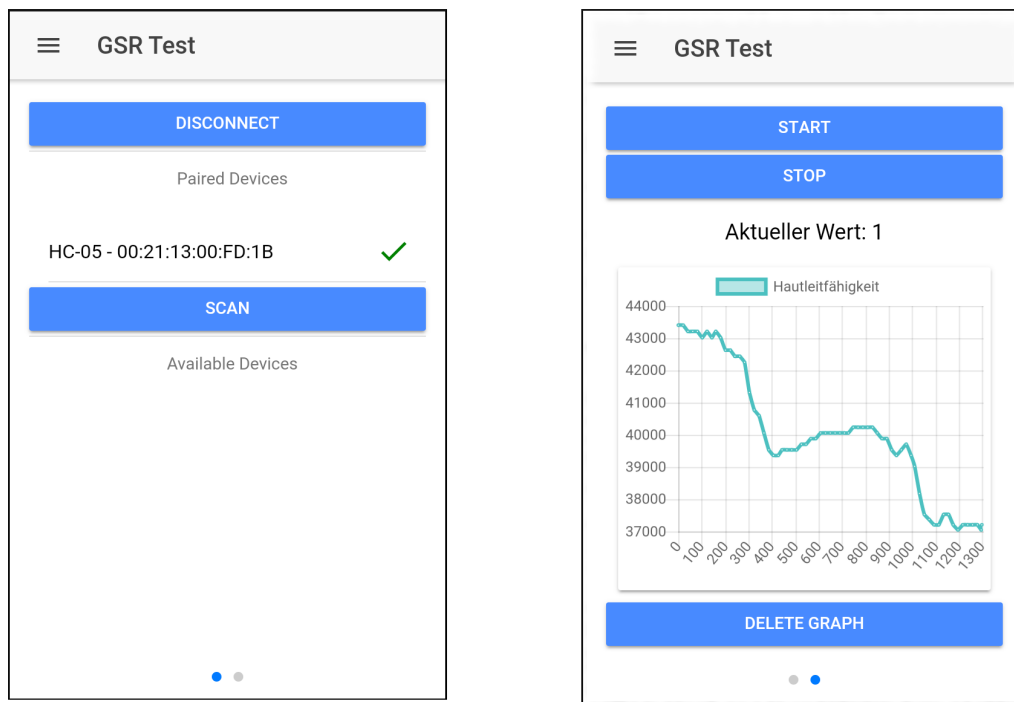 GSR Test
DISCONNECT
Paired Devices
HC-05 - 00:21:13:00:FD:1B
SCAN
Available Devices
GSR Test
START
STOP
Aktueller Wert: 1
Hautleitfähigkeit
44000
43000
42000
41000
40000
39000
38000
37000
0 100 200 300 400 500 600 700 800 900 1000 1100 1200 1300
DELETE GRAPH